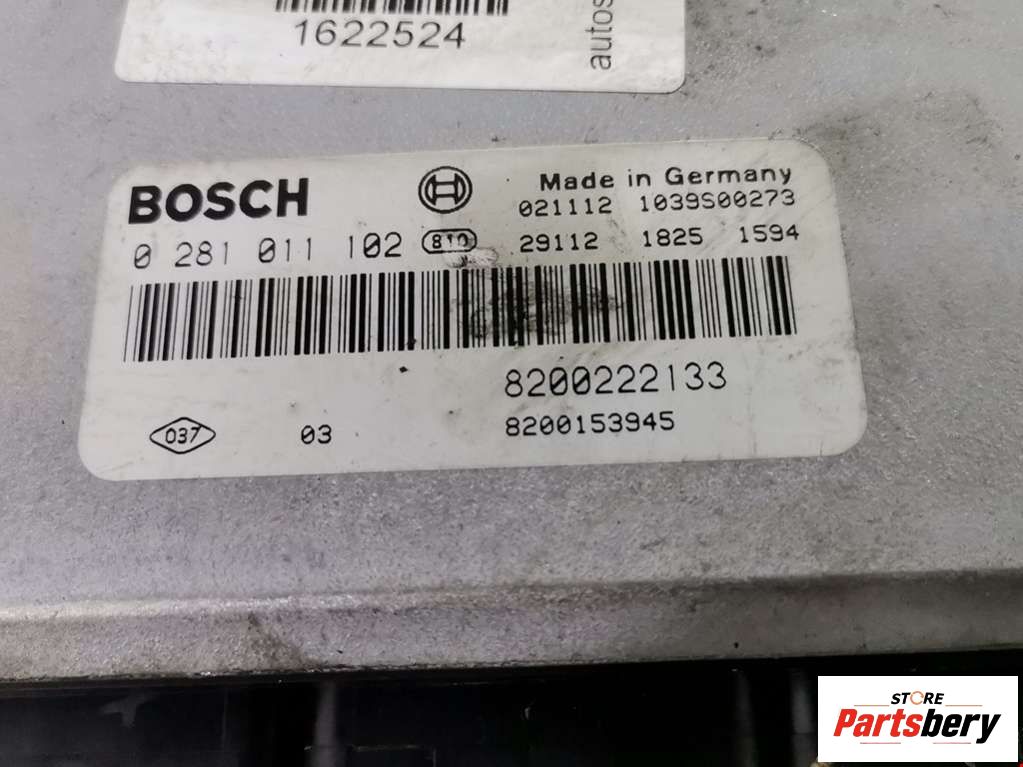 1622524
autos
BOSCH
Made in Germany
021112 1039S00273
0 281 011 102 810 29112 1825 1594
8200222133
037 03 8200153945
STORE
Partsbery